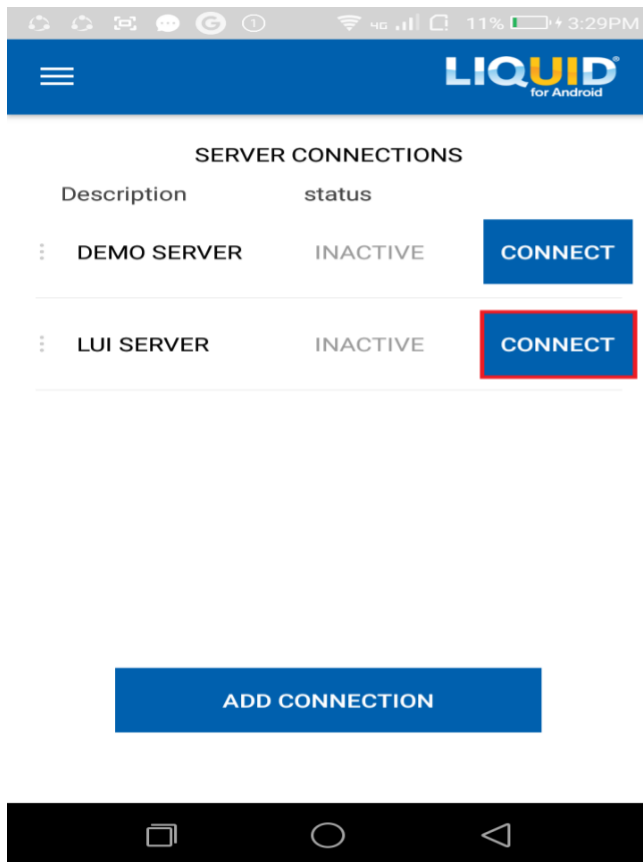 4G 11% 3:29PM
LIQUID
for Android
SERVER CONNECTIONS
Description status
DEMO SERVER INACTIVE CONNECT
LUI SERVER INACTIVE CONNECT
ADD CONNECTION